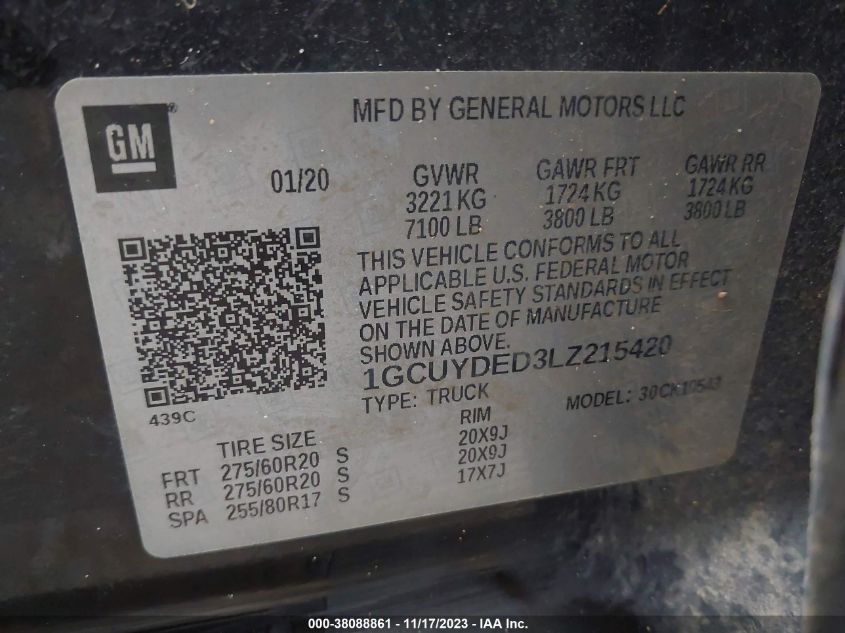 GM®
MFD BY GENERAL MOTORS LLC
01/20
GVWR GAWR FRT GAWR RR
3221 KG 1724 KG 1724 KG
7100 LB 3800 LB 3800 LB
THIS VEHICLE CONFORMS TO ALL
APPLICABLE U.S. FEDERAL MOTOR
VEHICLE SAFETY STANDARDS IN EFFECT
ON THE DATE OF MANUFACTURE
SHOWN ABOVE.
1GCUYDED3LZ215420
TYPE: TRUCK MODEL:
439C
TIRE SIZE RIM
FRT 275/60R20 S 20X9J
RR 275/60R20 S 20X9J
SPA 255/80R17 S 17X7J
000-38088861 - 11/17/2023 - IAA Inc.